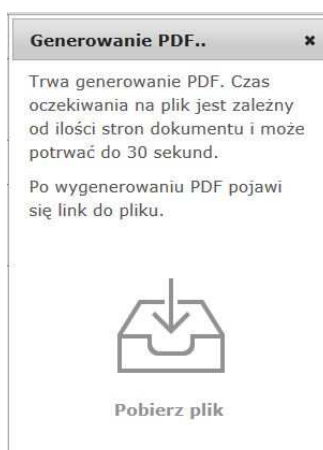 Generowanie PDF..
Trwa generowanie PDF. Czas
oczekiwania na plik jest zależny
od ilości stron dokumentu i może
potrwać do 30 sekund.
Po wygenerowaniu PDF pojawi
się link do pliku.
Pobierz plik